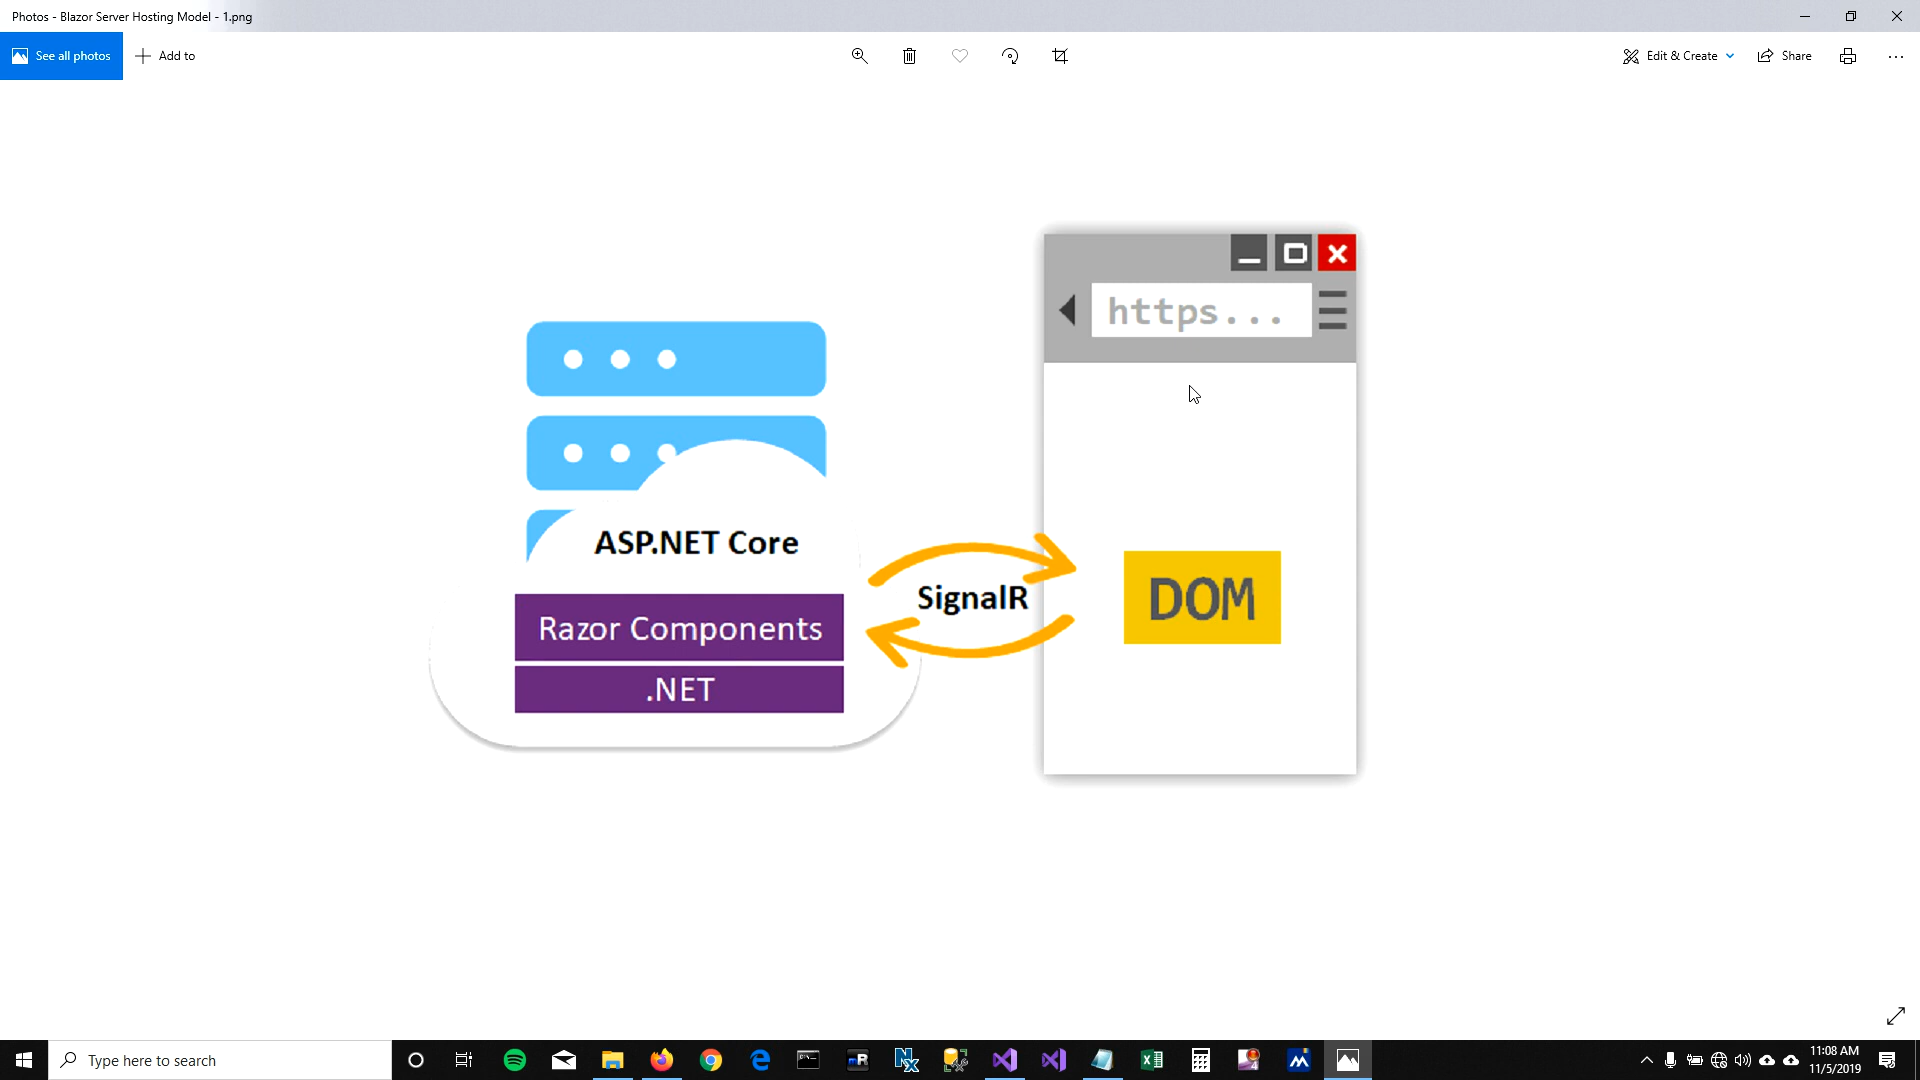 Photos - Blazor Server Hosting Model - 1.png
See all photos
Add to
Edit & Create
Share
https...
ASP.NET Core
SignalR
DOM
Razor Components
.NET
Type here to search
11:08 AM
11/5/2019